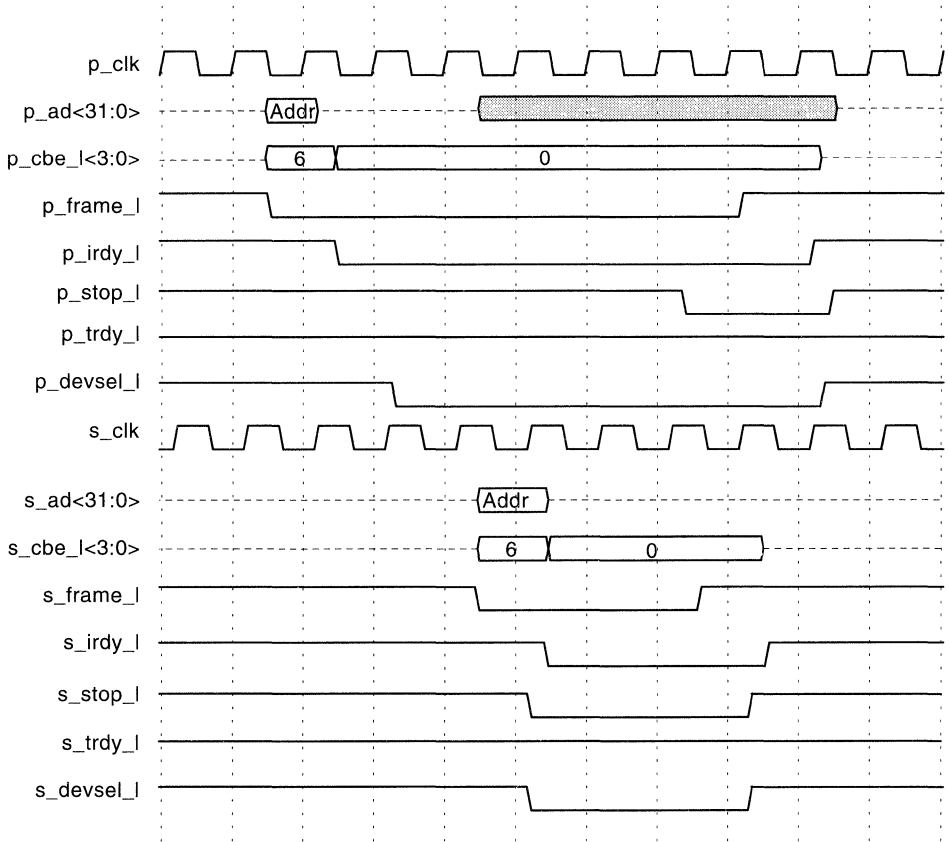 p_clk
p_ad<31:0> Addr
p_cbe_l<3:0> 6 0
p_frame_l
p_irdy_l
p_stop_l
p_trdy_l
p_devsel_l
s_clk
s_ad<31:0> Addr
s_cbe_l<3:0> 6 0
s_frame_l
s_irdy_l
s_stop_l
s_trdy_l
s_devsel_l